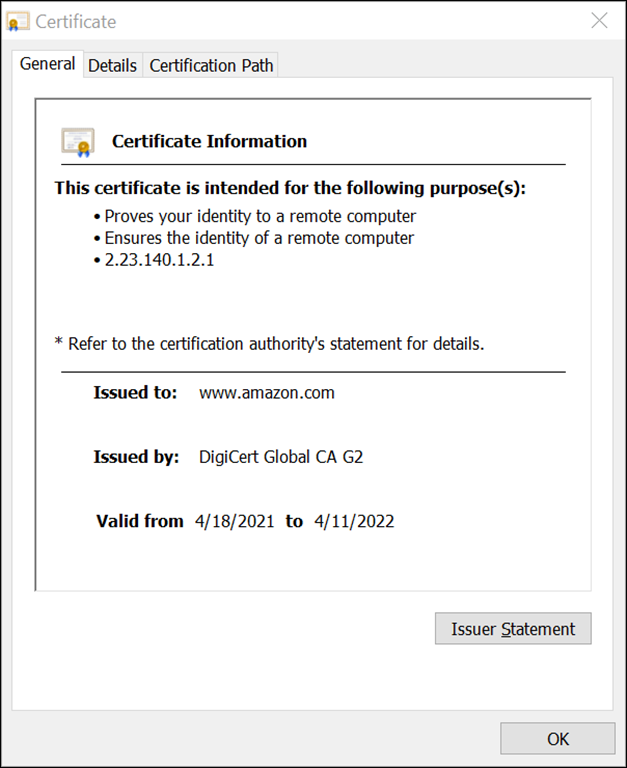 Certificate
General Details Certification Path
Certificate Information
This certificate is intended for the following purpose(s):
• Proves your identity to a remote computer
• Ensures the identity of a remote computer
• 2.23.140.1.2.1
* Refer to the certification authority's statement for details.
Issued to: www.amazon.com
Issued by: DigiCert Global CA G2
Valid from 4/18/2021 to 4/11/2022
Issuer Statement
OK